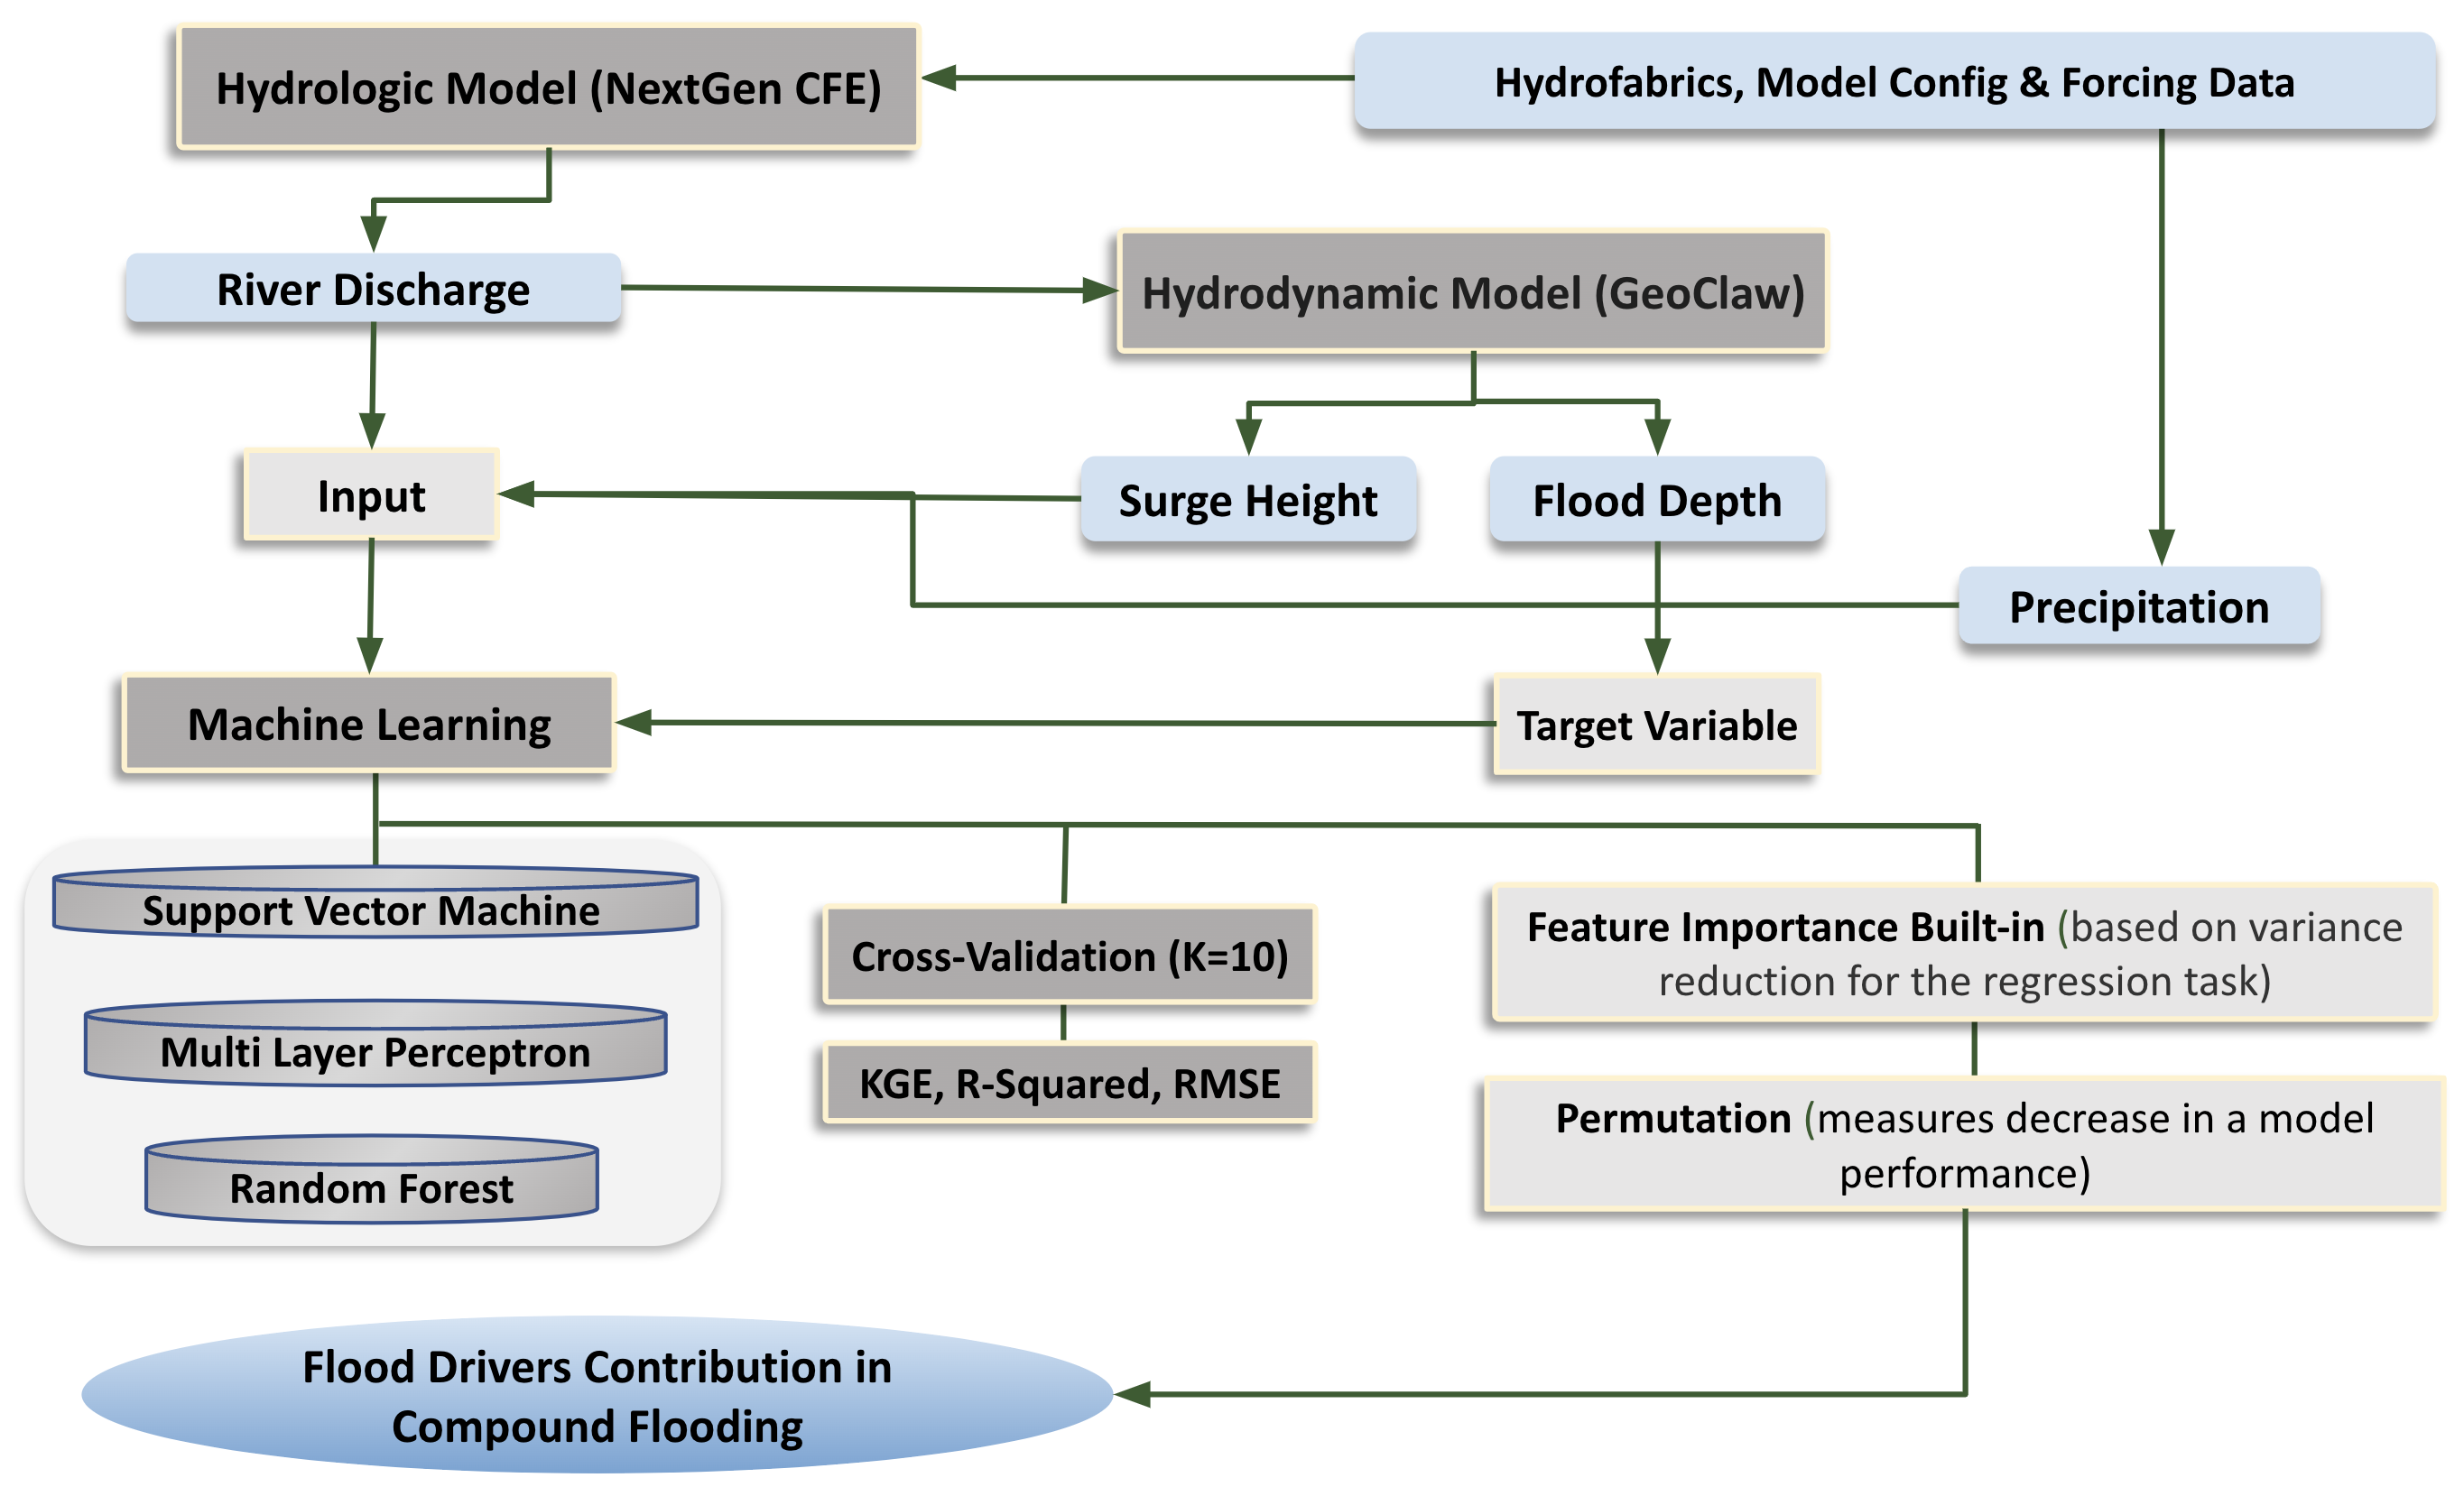 Hydrologic Model (NextGen CFE)
Hydrofabrics, Model Config & Forcing Data
River Discharge
Hydrodynamic Model (GeoClaw)
Input
Surge Height
Flood Depth
Precipitation
Machine Learning
Target Variable
Support Vector Machine
Multi Layer Perceptron
Random Forest
Cross-Validation (K=10)
KGE, R-Squared, RMSE
Feature Importance Built-in (based on variance
reduction for the regression task)
Permutation (measures decrease in a model
performance)
Flood Drivers Contribution in
Compound Flooding